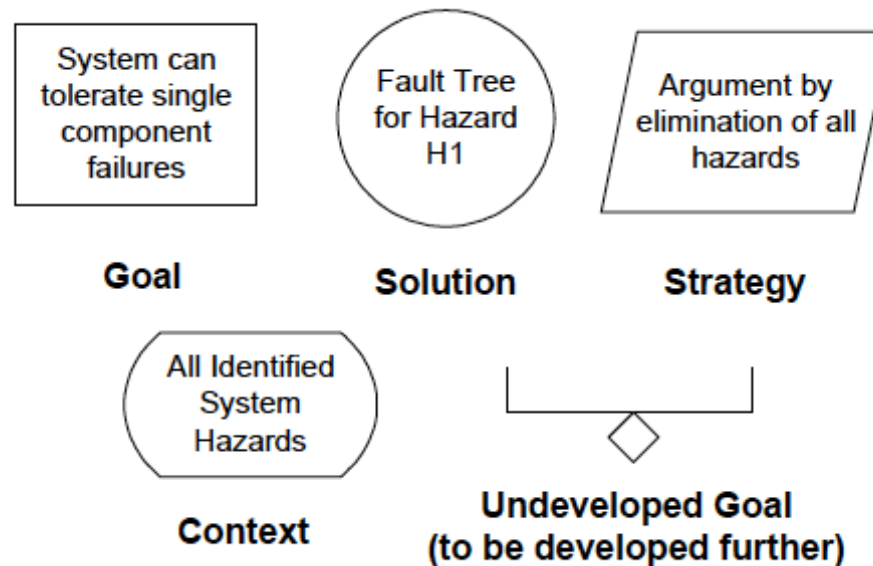 System can
tolerate single
component
failures
Goal
Fault Tree
for Hazard
H1
Solution
Argument by
elimination of all
hazards
Strategy
All Identified
System
Hazards
Context
Undeveloped Goal
(to be developed further)